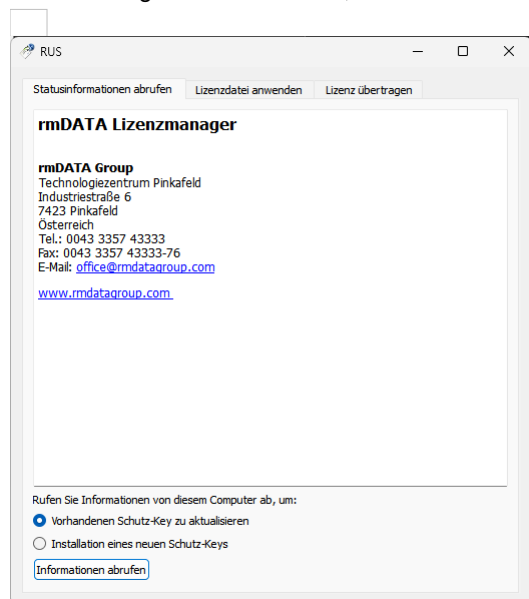 RUS
Statusinformationen abrufen Lizenzdatei anwenden Lizenz übertragen
rmDATA Lizenzmanager
rmDATA Group
Technologiezentrum Pinkafeld
Industriestraße 6
7423 Pinkafeld
Österreich
Tel.: 0043 3357 43333
Fax: 0043 3357 43333-76
E-Mail: office@rmdatagroup.com
www.rmdatagroup.com
Rufen Sie Informationen von diesem Computer ab, um:
Vorhandenen Schutz-Key zu aktualisieren
Installation eines neuen Schutz-Keys
Informationen abrufen